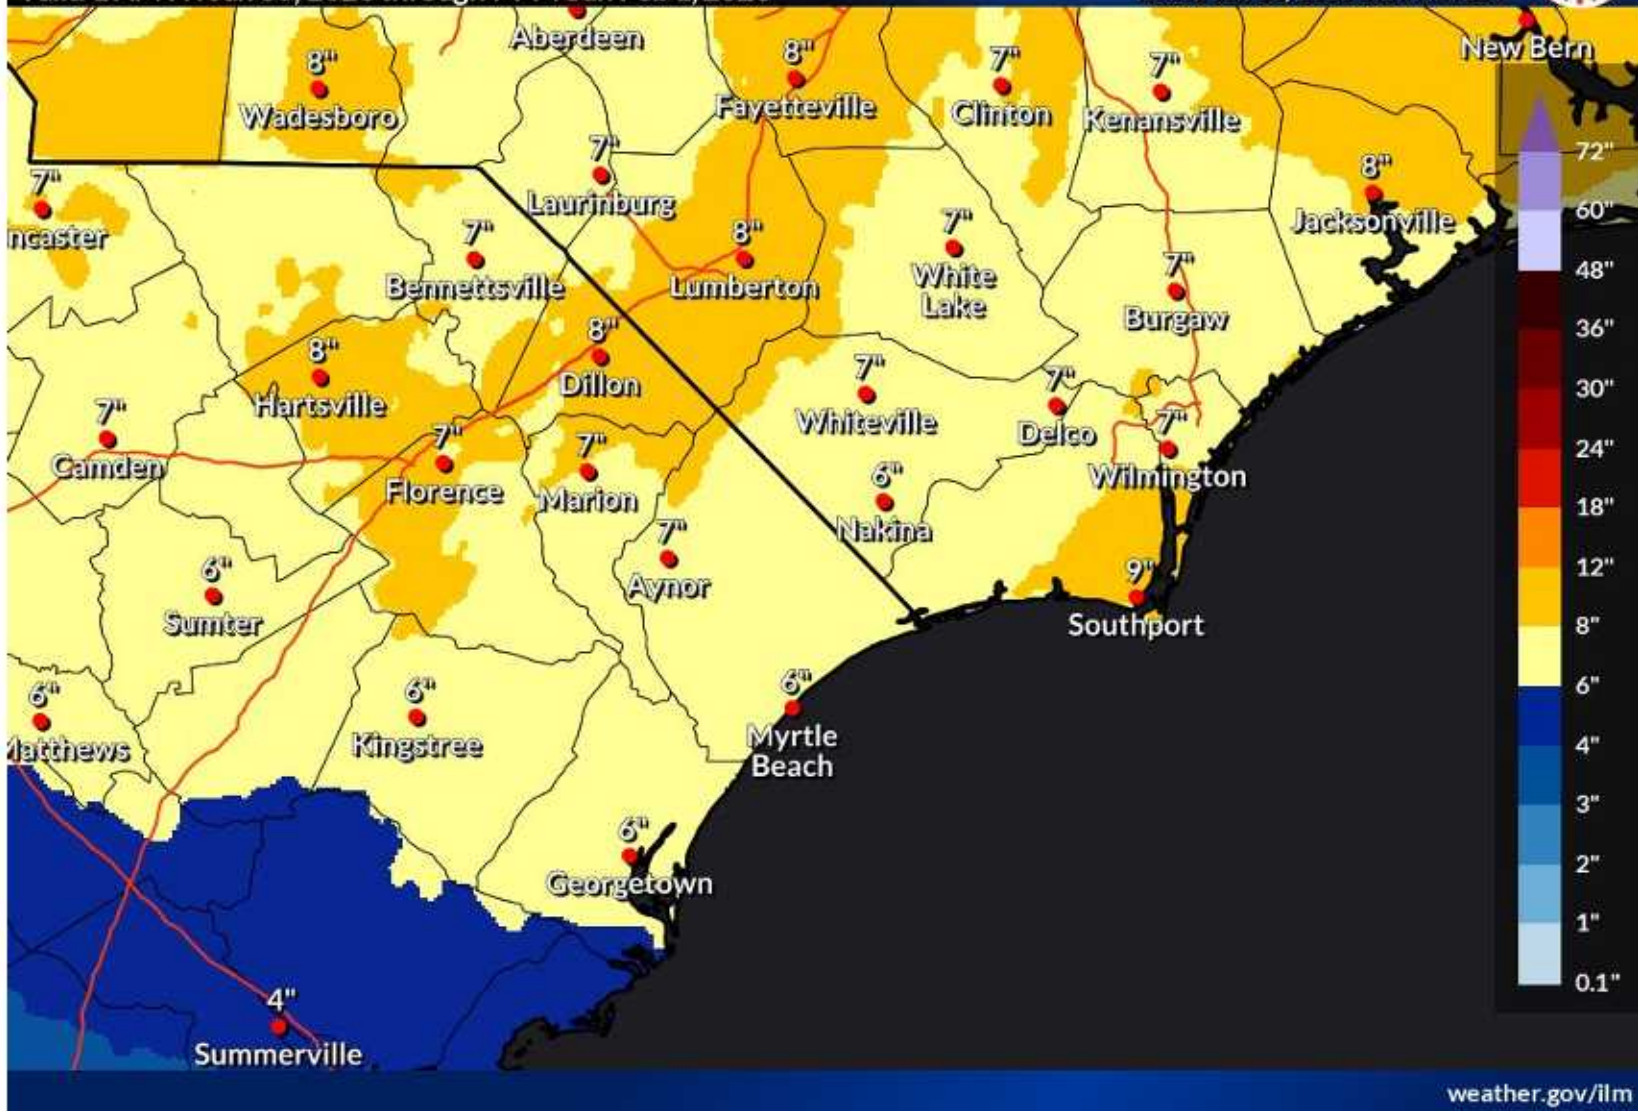 Aberdeen
New Bern
8"
Wadesboro
8"
Fayetteville
7"
Clinton
7"
Kenansville
7"
ncaster
7"
Laurinburg
8"
Jacksonville
7"
Bennettsville
8"
Lumberton
7"
White
Lake
7"
Burgaw
8"
Hartsville
8"
Dillon
7"
Whiteville
7"
Delco
7"
Camden
7"
Florence
7"
Marion
7"
Wilmington
6"
Nakina
7"
Aynor
6"
Sumter
9"
Southport
6"
Matthews
6"
Kingstree
6"
Myrtle
Beach
6"
Georgetown
4"
Summerville
72"
60"
48"
36"
30"
24"
18"
12"
8"
6"
4"
3"
2"
1"
0.1"
weather.gov/ilm